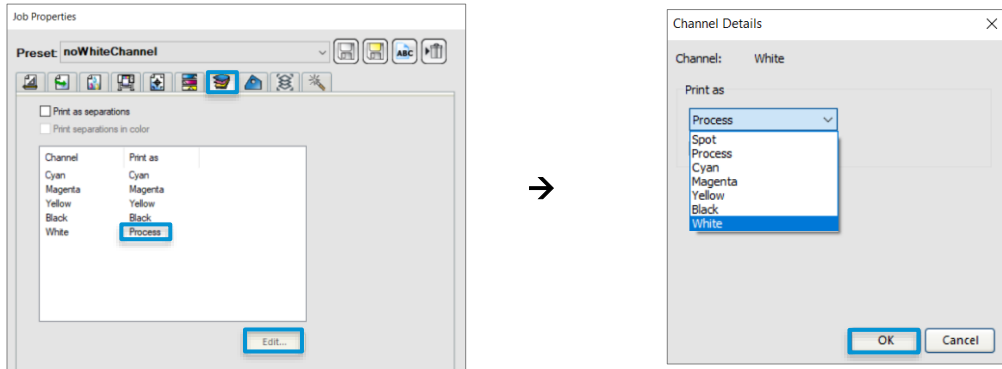 Job Properties
Preset: noWhiteChannel
ABC
Print as separations
Print separations in color
Channel Print as
Cyan Cyan
Magenta Magenta
Yellow Yellow
Black Black
White Process
Edit...
→
Channel Details
Channel: White
Print as
Process
Spot
Process
Cyan
Magenta
Yellow
Black
White
OK Cancel